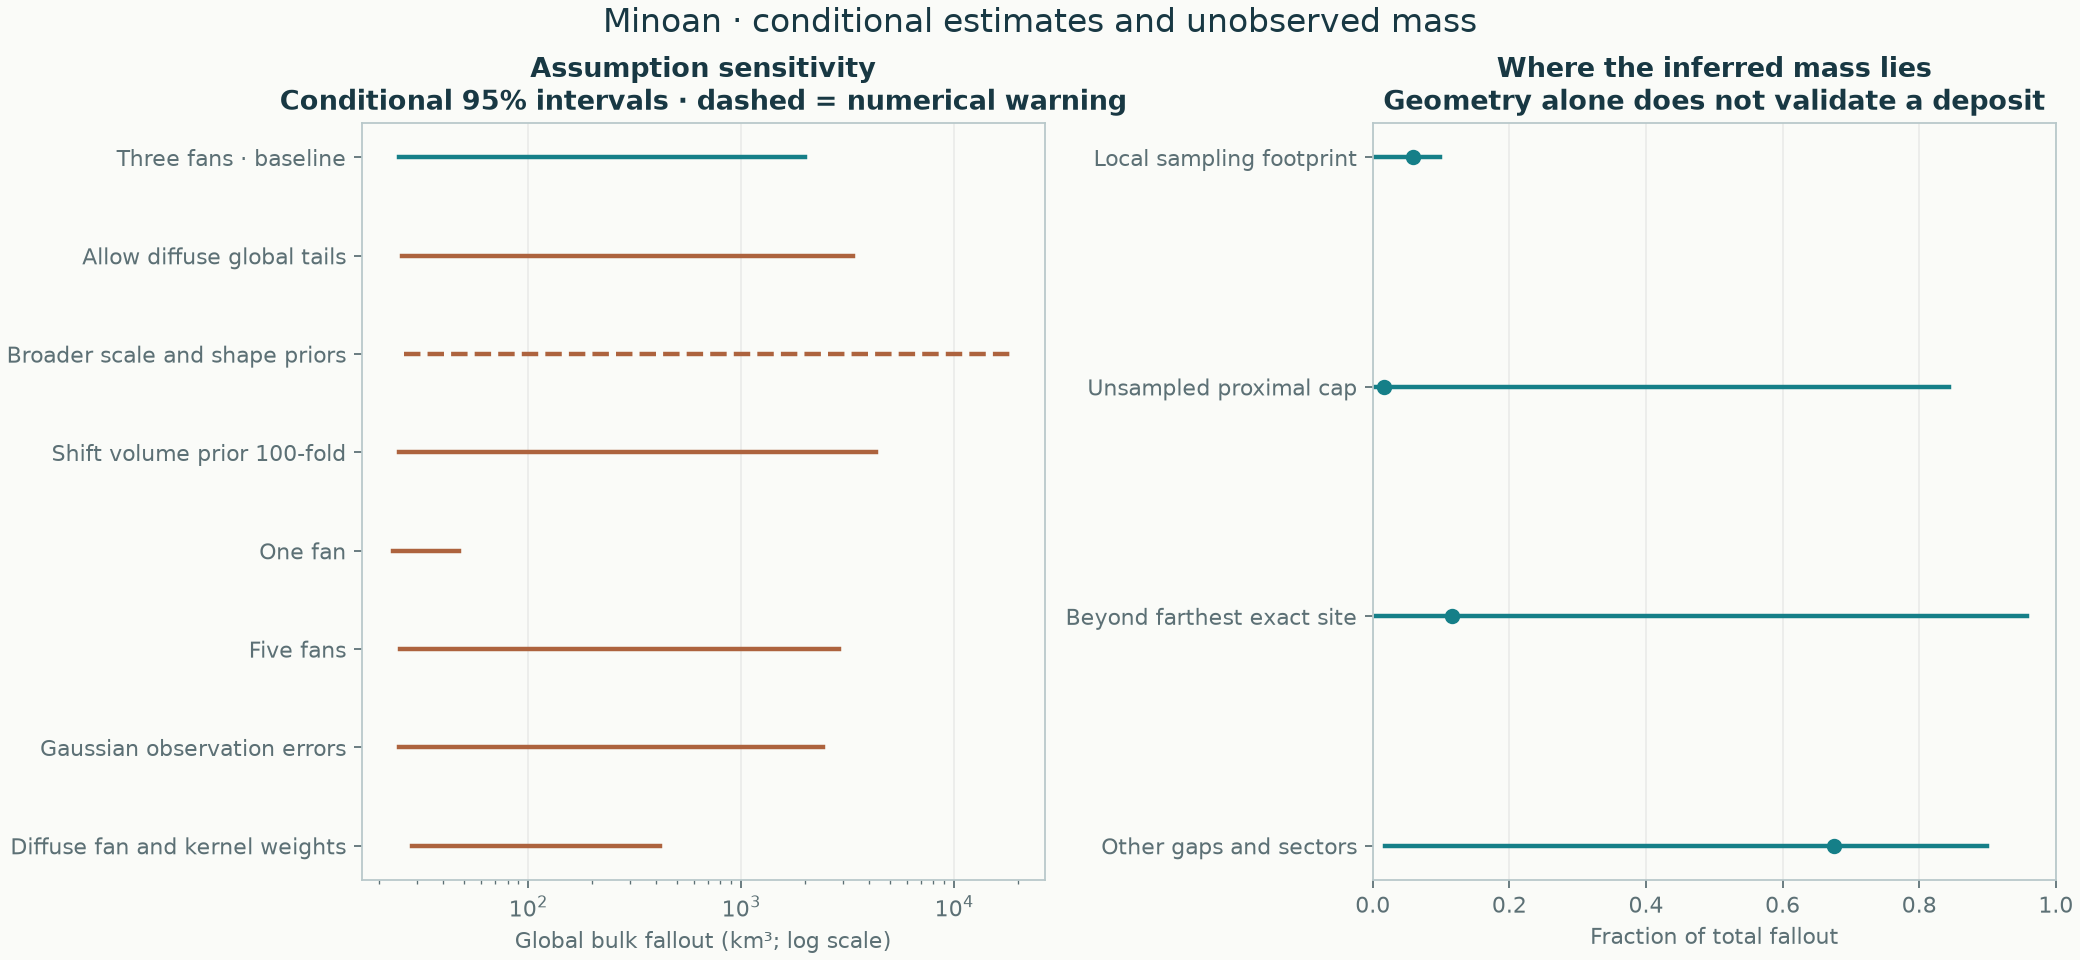 Minoan · conditional estimates and unobserved mass
Assumption sensitivity
Conditional 95% intervals · dashed = numerical warning
Three fans · baseline
Allow diffuse global tails
Broader scale and shape priors
Shift volume prior 100-fold
One fan
Five fans
Gaussian observation errors
Diffuse fan and kernel weights
10² 10³ 10⁴
Global bulk fallout (km³; log scale)
Where the inferred mass lies
Geometry alone does not validate a deposit
Local sampling footprint
Unsampled proximal cap
Beyond farthest exact site
Other gaps and sectors
0.0 0.2 0.4 0.6 0.8 1.0
Fraction of total fallout